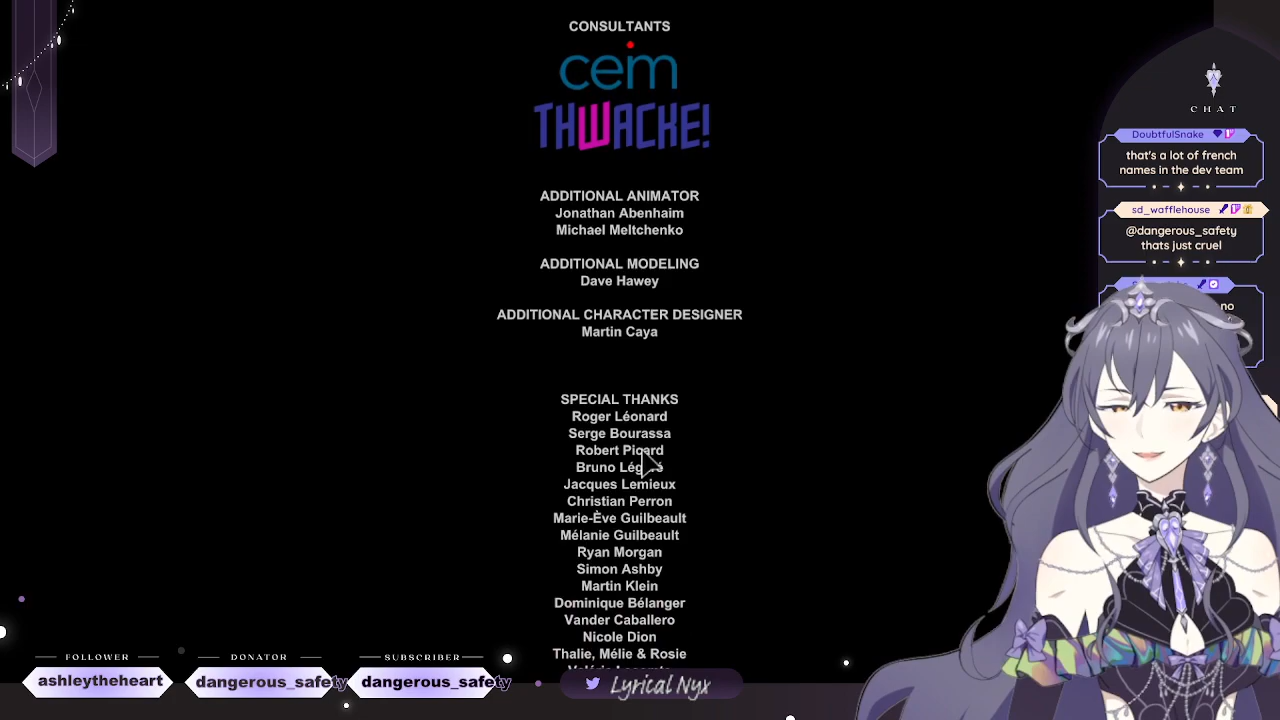 CONSULTANTS
cem
THWACKE!
ADDITIONAL ANIMATOR
Jonathan Abenhaim
Michael Meltchenko
ADDITIONAL MODELING
Dave Hawey
ADDITIONAL CHARACTER DESIGNER
Martin Caya
SPECIAL THANKS
Roger Léonard
Serge Bourassa
Robert Picard
Bruno
Jacques Lemieux
Christian Perron
Marie-Ève Guilbeault
Mélanie Guilbeault
Ryan Morgan
Simon Ashby
Martin Klein
Dominique Bélanger
Vander Caballero
Nicole Dion
Thalie, Mélie & Rosie
CHAT
DoubtfulSnake
that's a lot of french
names in the dev team
sd_wafflehouse
@dangerous_safety
thats just cruel
no
FOLLOWER
ashleytheheart
DONATOR
dangerous_safety
SUBSCRIBER
dangerous_safety
Lyrical Nyx